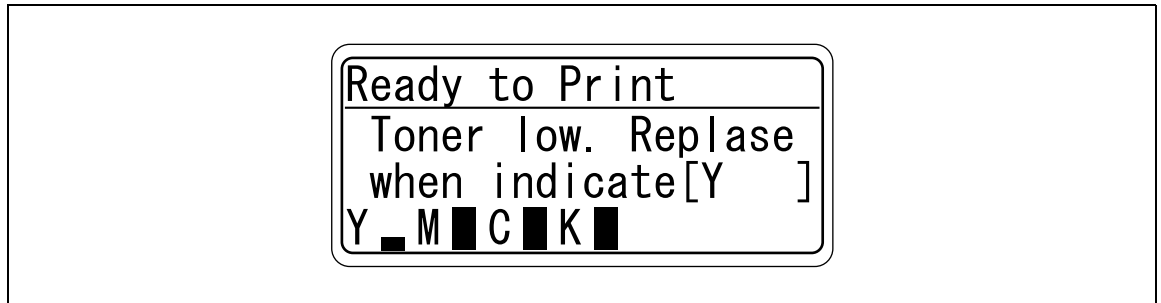 Ready to Print
Toner low. Replase
when indicate[Y   ]
Y M C K